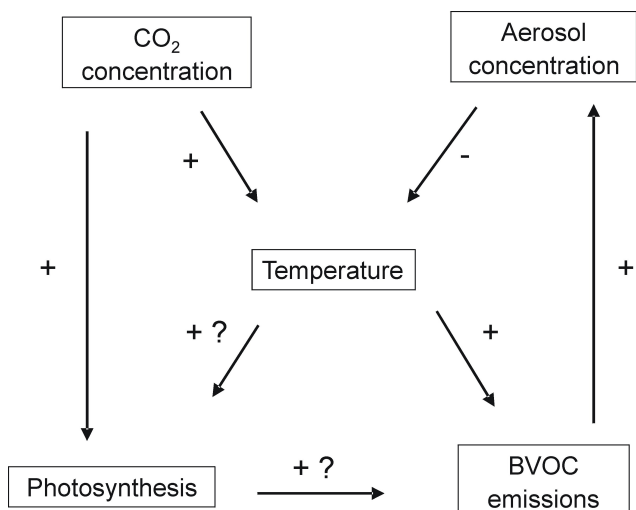 CO₂
concentration
Aerosol
concentration
+
-
Temperature
+
+
+ ?
+
Photosynthesis
+ ?
BVOC
emissions